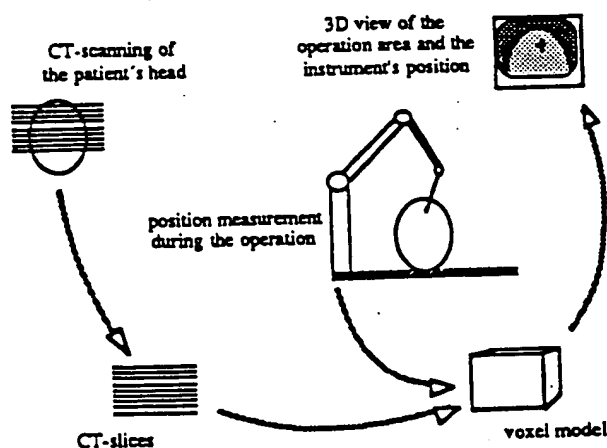 CT-scanning of
the patient´s head
3D view of the
operation area and the
instrument's position
position measurement
during the operation
CT-slices
voxel model